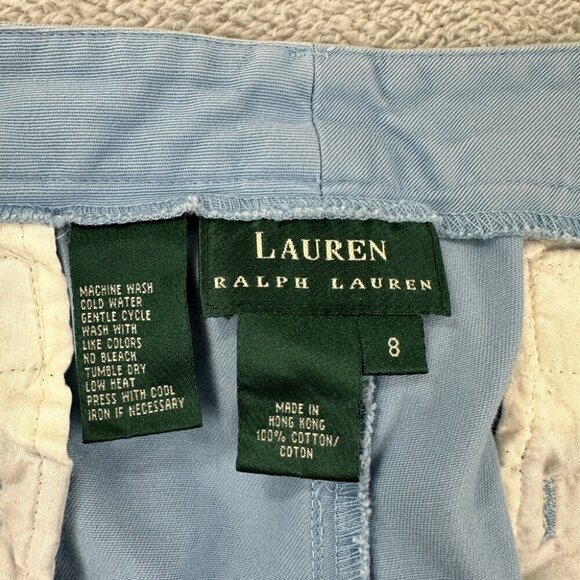 LAUREN
RALPH LAUREN
8
MADE IN
HONG KONG
100% COTTON/
COTON
MACHINE WASH
COLD WATER
GENTLE CYCLE
WASH WITH
LIKE COLORS
NO BLEACH
TUMBLE DRY
LOW HEAT
PRESS WITH COOL
IRON IF NECESSARY